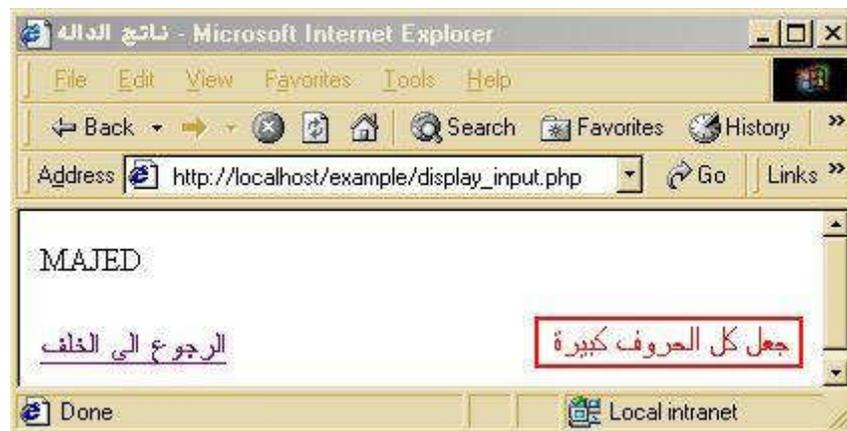 ناتج الدالة - Microsoft Internet Explorer
File Edit View Favorites Tools Help
Back Search Favorites History »
Address http://localhost/example/display_input.php Go Links »
MAJED
جعل كل الحروف كبيرة
الرجوع الى الخلف
Done Local intranet